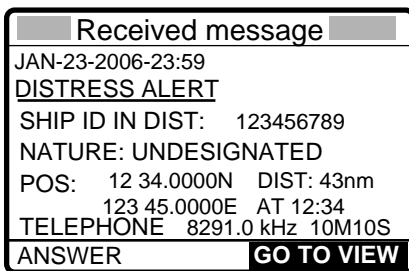 Received message
JAN-23-2006-23:59
DISTRESS ALERT
SHIP ID IN DIST: 123456789
NATURE: UNDESIGNATED
POS: 12 34.0000N DIST: 43nm
123 45.0000E AT 12:34
TELEPHONE 8291.0 kHz 10M10S
ANSWER GO TO VIEW